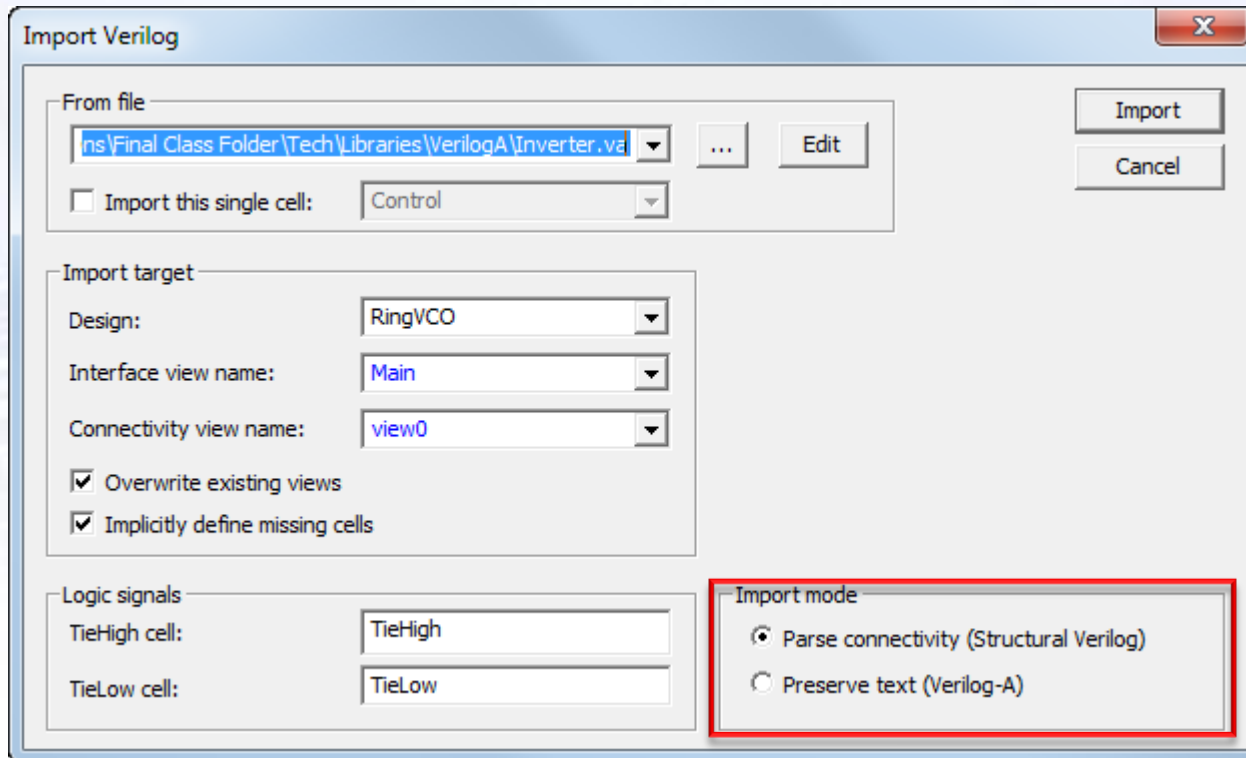 Import Verilog
From file
ns\Final Class Folder\Tech\Libraries\VerilogA\Inverter.va
...
Edit
Import
Import this single cell:
Control
Cancel
Import target
Design:
RingVCO
Interface view name:
Main
Connectivity view name:
view0
Overwrite existing views
Implicitly define missing cells
Logic signals
TieHigh cell:
TieHigh
TieLow cell:
TieLow
Import mode
Parse connectivity (Structural Verilog)
Preserve text (Verilog-A)